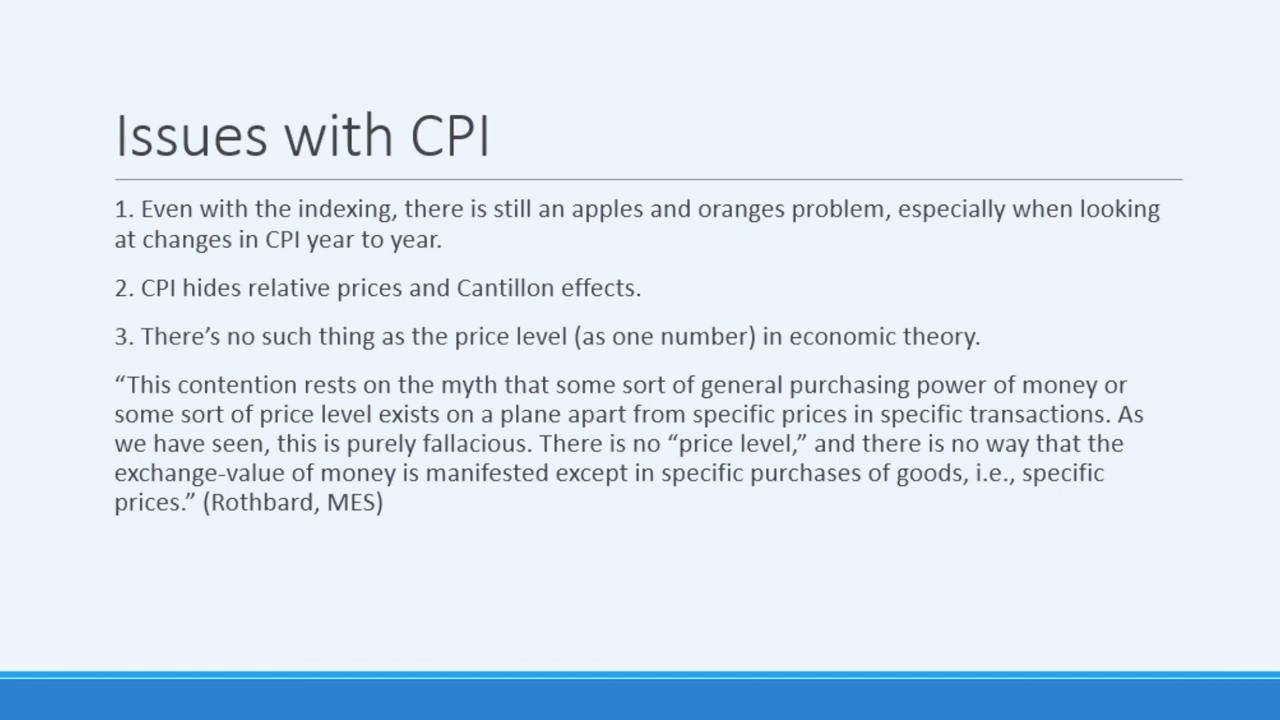 Issues with CPI
1. Even with the indexing, there is still an apples and oranges problem, especially when looking
at changes in CPI year to year.
2. CPI hides relative prices and Cantillon effects.
3. There’s no such thing as the price level (as one number) in economic theory.
“This contention rests on the myth that some sort of general purchasing power of money or
some sort of price level exists on a plane apart from specific prices in specific transactions. As
we have seen, this is purely fallacious. There is no “price level,” and there is no way that the
exchange-value of money is manifested except in specific purchases of goods, i.e., specific
prices.” (Rothbard, MES)